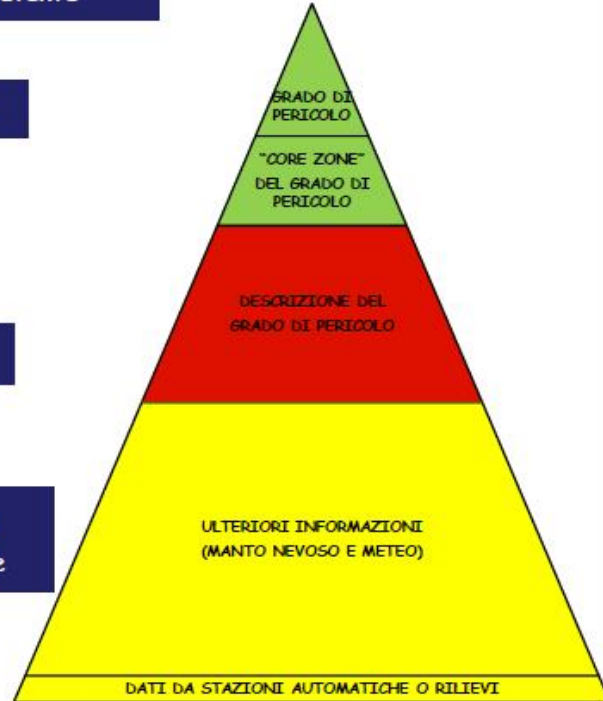 GRADO DI
PERICOLO
"CORE ZONE"
DEL GRADO DI
PERICOLO
DESCRIZIONE DEL
GRADO DI PERICOLO
ULTERIORI INFORMAZIONI
(MANTO NEVOSO E METEO)
DATI DA STAZIONI AUTOMATICHE O RILIEVI